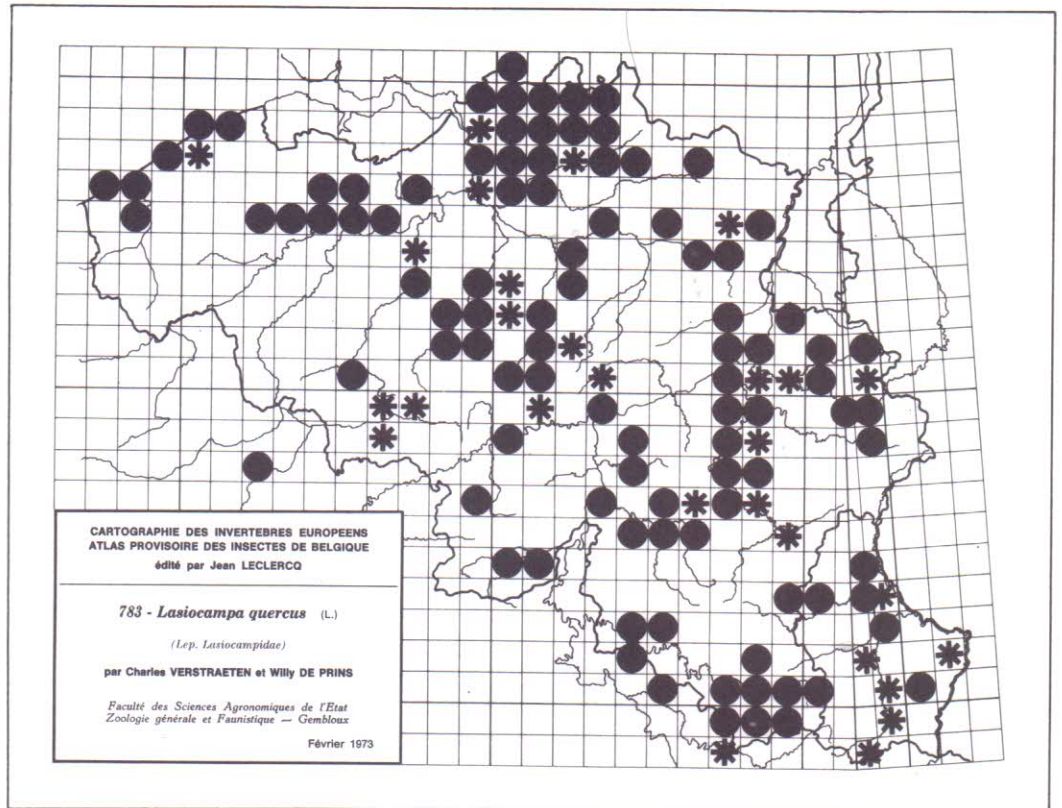 CARTOGRAPHIE DES INVERTEBRES EUROPEENS
ATLAS PROVISOIRE DES INSECTES DE BELGIQUE
édité par Jean LECLERCQ
783 - Lasiocampa quercus (L.)
(Lep. Lasiocampidae)
par Charles VERSTRAETEN et Willy DE PRINS
Faculté des Sciences Agronomiques de l'Etat
Zoologie générale et Faunistique — Gembloux
Février 1973